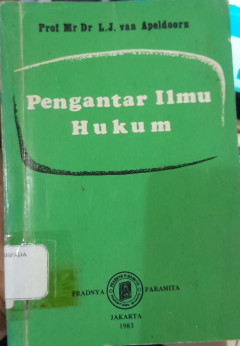 Prof Mr Dr L.J. van Apeldoorn
Pengantar Ilmu
Hukum
PRADNYA PARAMITA
JAKARTA
1983